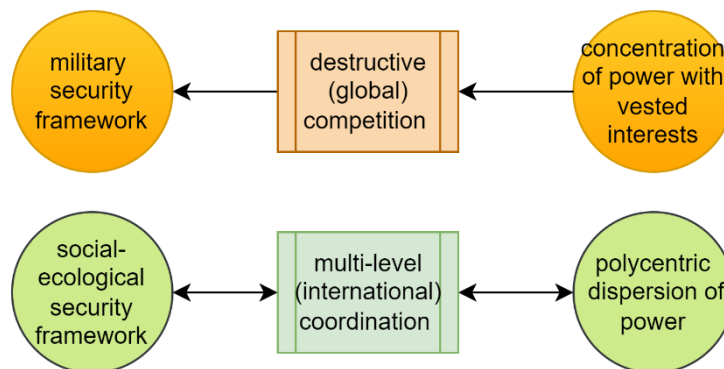 military
security
framework
destructive
(global)
competition
concentration
of power with
vested
interests
social-
ecological
security
framework
multi-level
(international)
coordination
polycentric
dispersion of
power